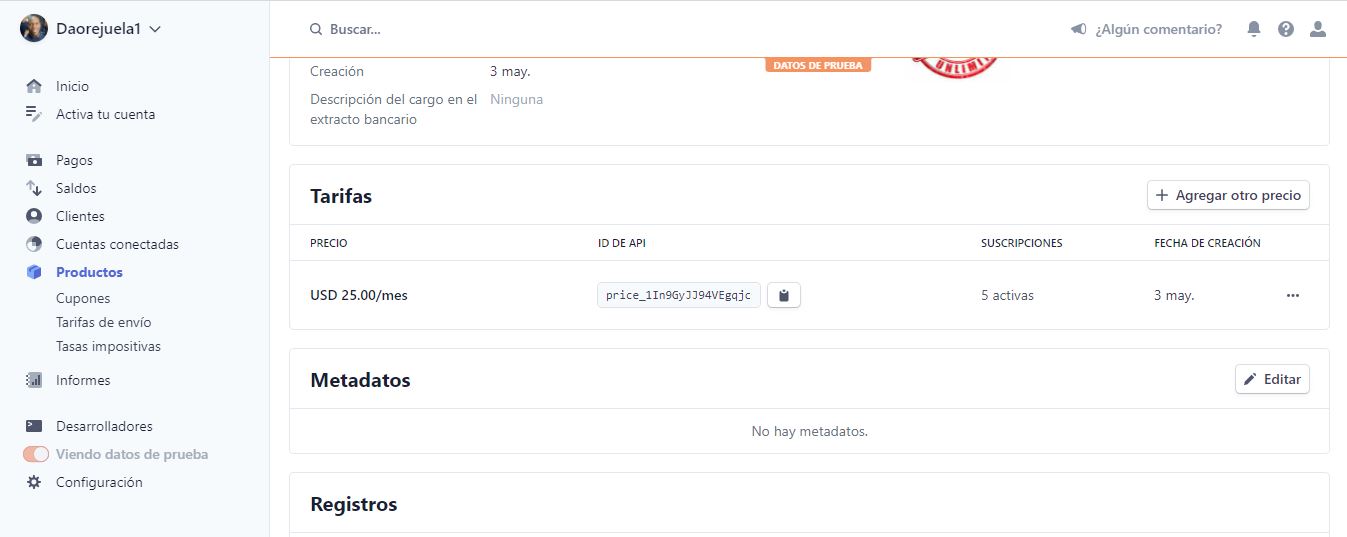 Daorejuela1
Buscar...
¿Algún comentario?
Inicio
Activa tu cuenta
Pagos
Saldos
Clientes
Cuentas conectadas
Productos
Cupones
Tarifas de envío
Tasas impositivas
Informes
Desarrolladores
Viendo datos de prueba
Configuración
DATOS DE PRUEBA
UNLIMI
Creación 3 may.
Descripción del cargo en el Ninguna
extracto bancario
Tarifas
Agregar otro precio
PRECIO ID DE API SUSCRIPCIONES FECHA DE CREACIÓN
USD 25.00/mes price_1In9GyJJ94VEgqjc 5 activas 3 may.
Metadatos
Editar
No hay metadatos.
Registros